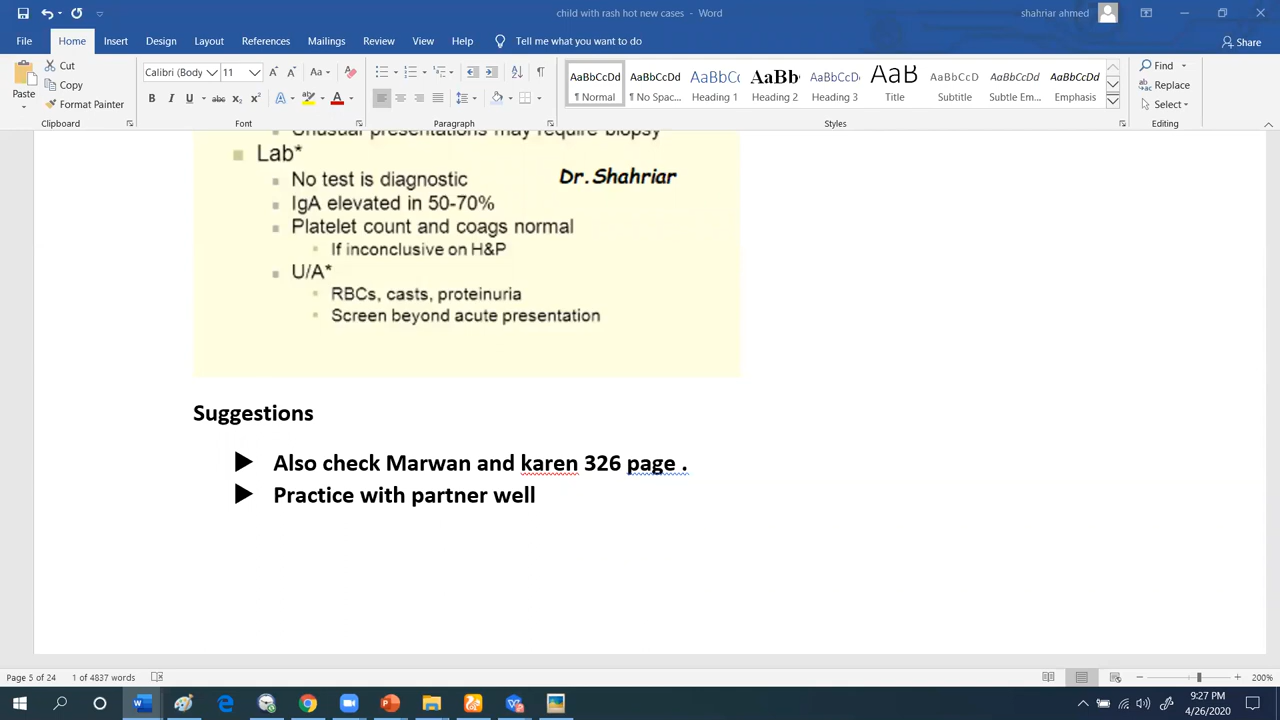 child with rash hot new cases - Word
shahriar ahmed
File Home Insert Design Layout References Mailings Review View Help Tell me what you want to do
Share
Paste
Cut
Copy
Format Painter
Clipboard
Calibri (Body 11
Aa
B I U abc x2 x2 A A
Font
Paragraph
AaBbCcDd ¶ Normal
AaBbCcDd ¶ No Spac...
AaBbCc Heading 1
AaBb Heading 2
AaBbCcD Heading 3
AaB Title
AaBbCcD Subtitle
AaBbCcDd Subtle Em...
AaBbCcDd Emphasis
Styles
Find
Replace
Select
Editing
Unusual presentations may require biopsy
Lab*
Dr.Shahriar
No test is diagnostic
IgA elevated in 50-70%
Platelet count and coags normal
If inconclusive on H&P
U/A*
RBCs, casts, proteinuria
Screen beyond acute presentation
Suggestions
Also check Marwan and karen 326 page .
Practice with partner well
Page 5 of 24 1 of 4837 words
200%
9:27 PM
4/26/2020